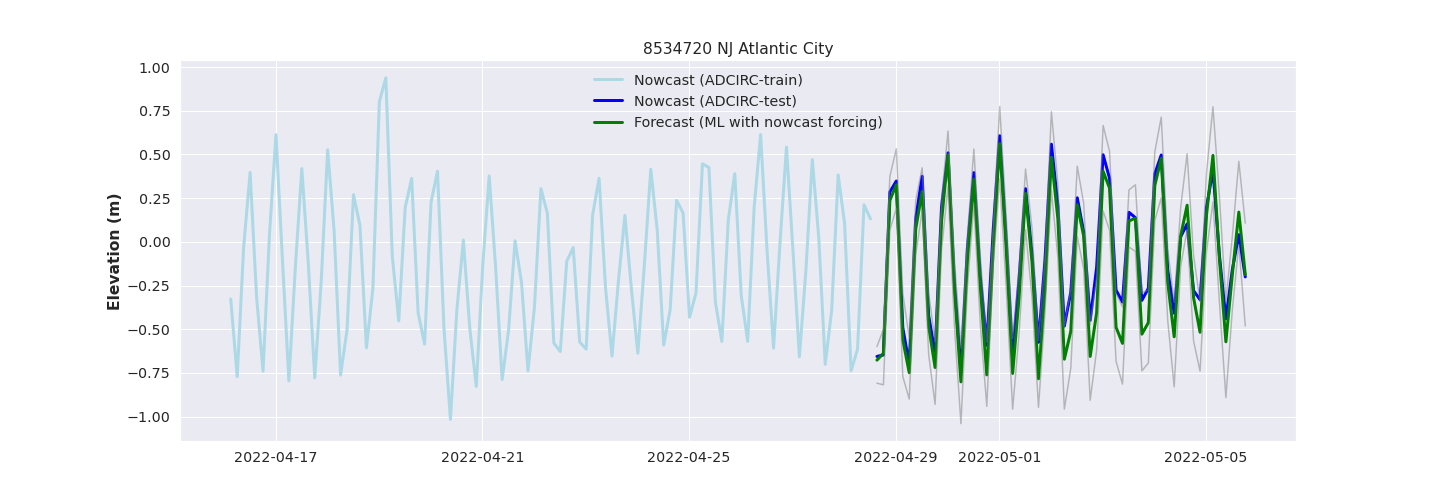 8534720 NJ Atlantic City
Nowcast (ADCIRC-train)
Nowcast (ADCIRC-test)
Forecast (ML with nowcast forcing)
Elevation (m)
1.00
0.75
0.50
0.25
0.00
−0.25
−0.50
−0.75
−1.00
2022-04-17 2022-04-21 2022-04-25 2022-04-29 2022-05-01 2022-05-05